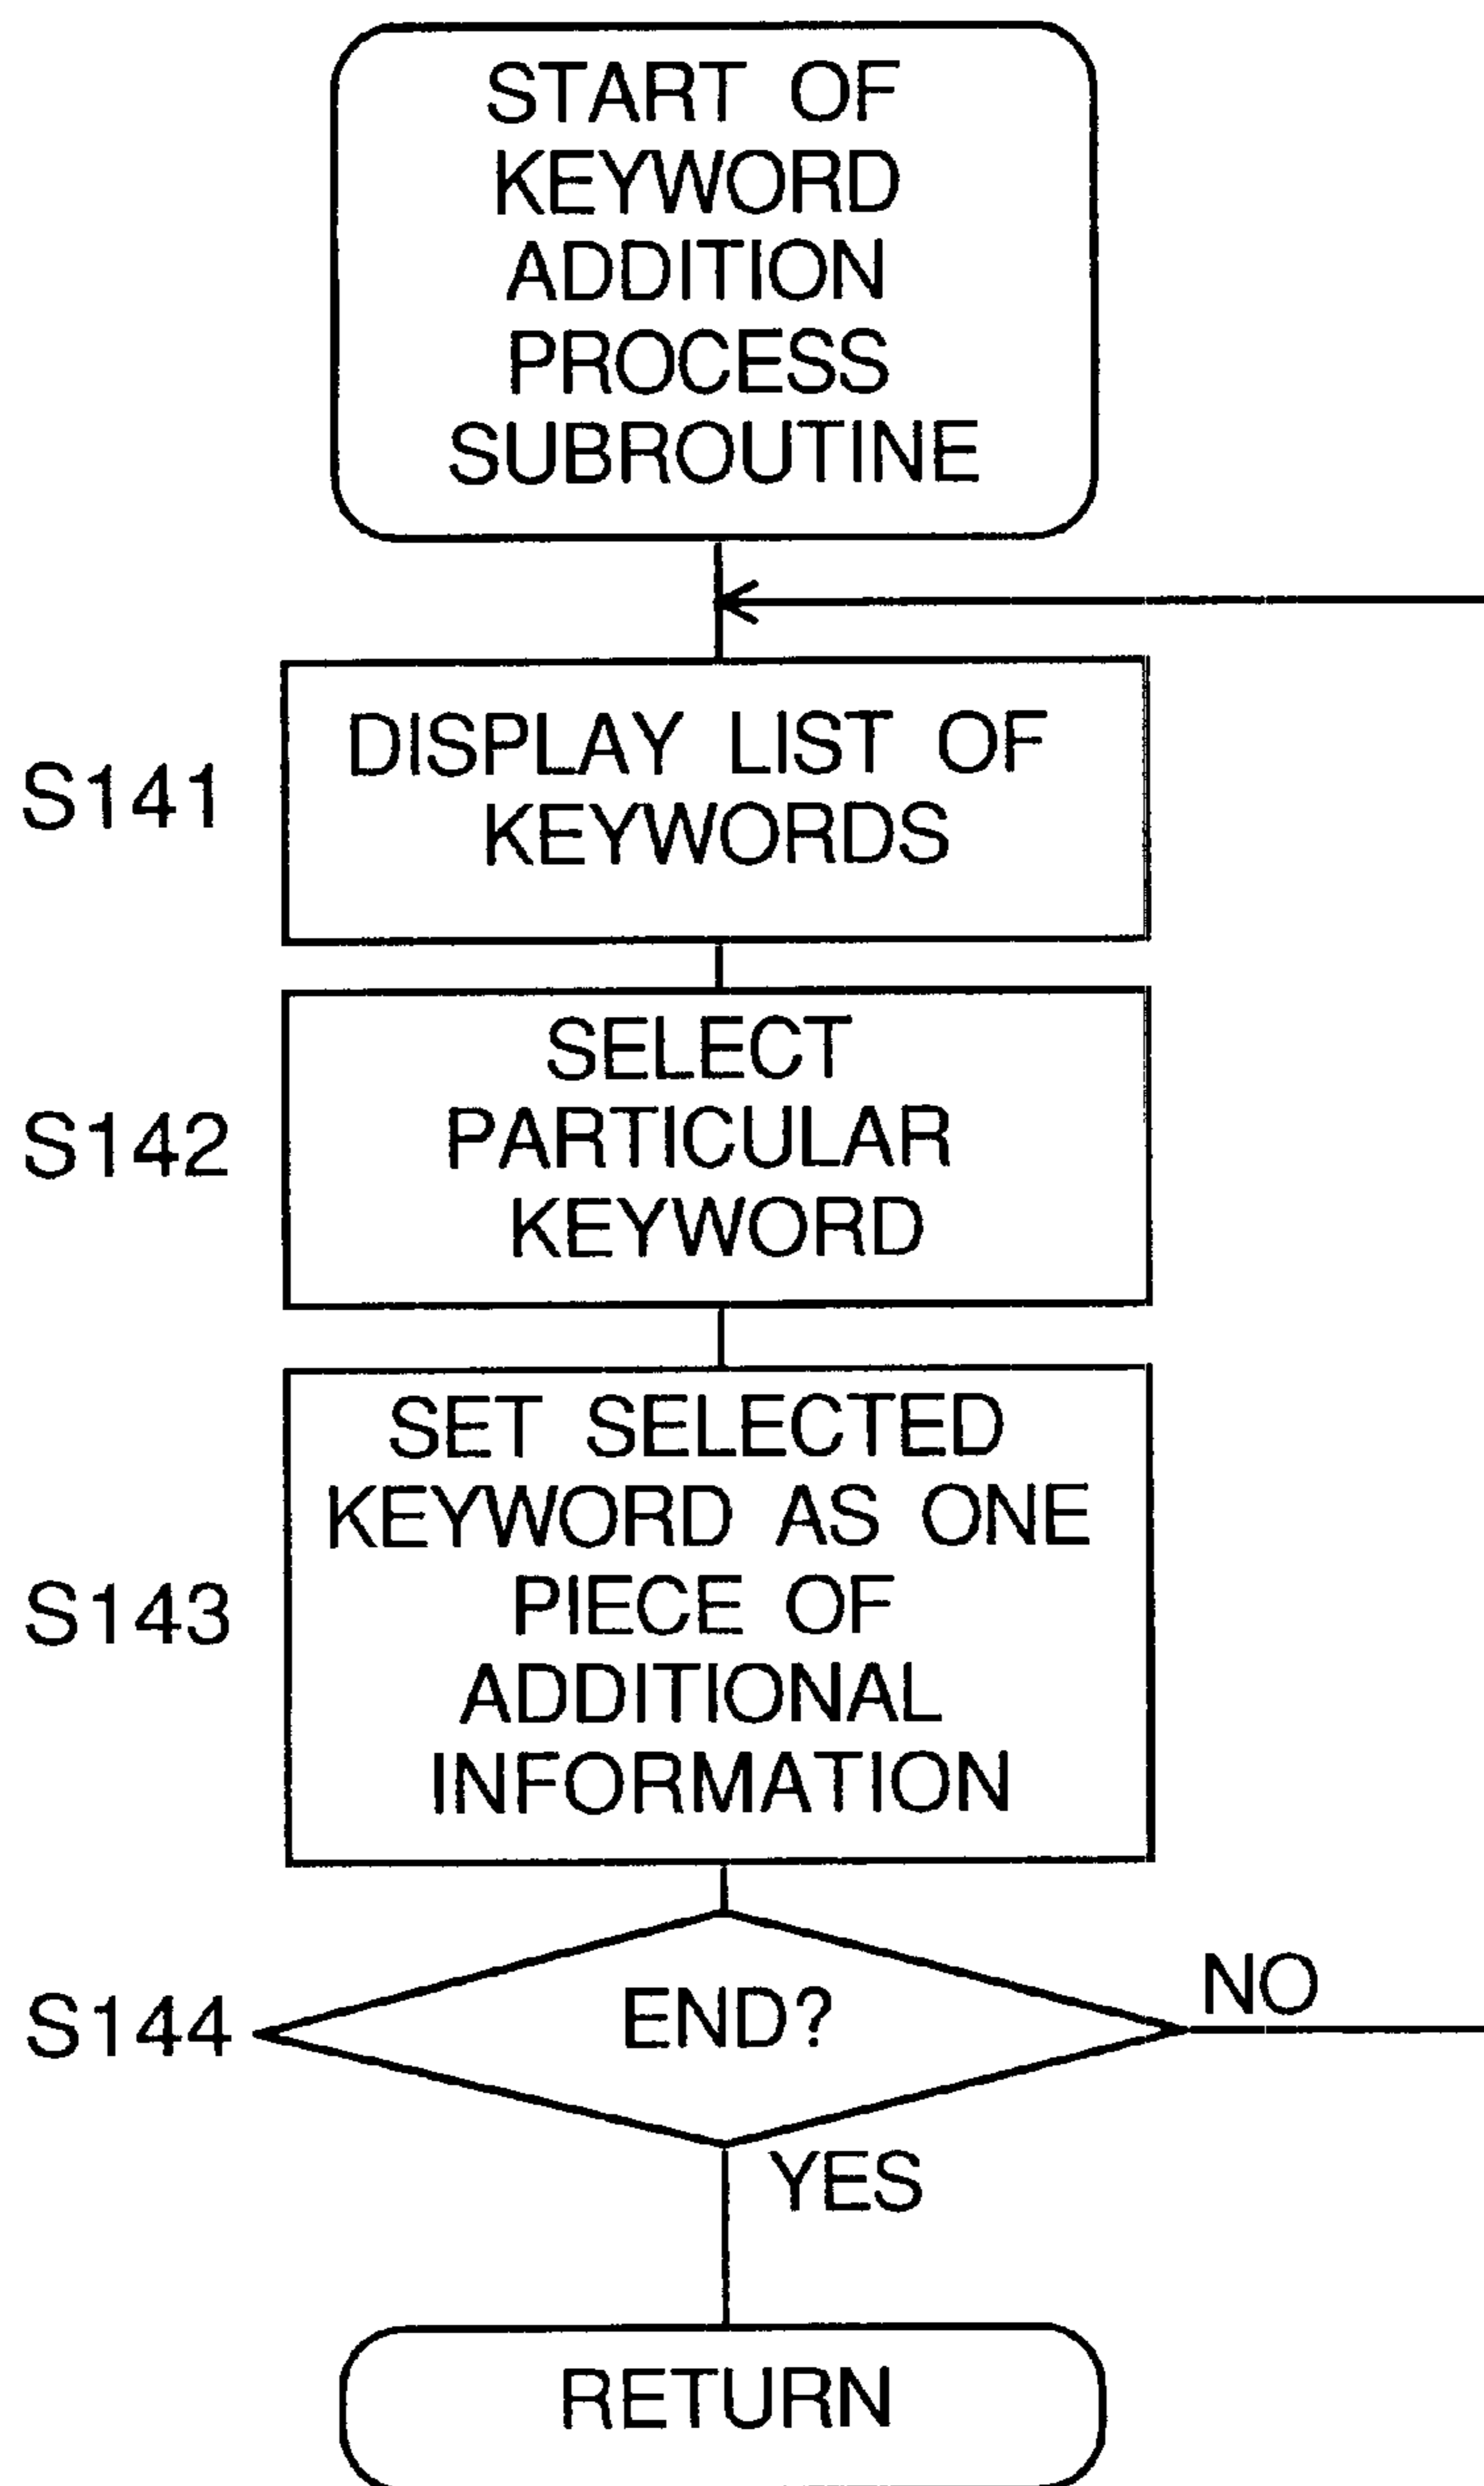 START OF
KEYWORD
ADDITION
PROCESS
SUBROUTINE
S141
DISPLAY LIST OF
KEYWORDS
S142
SELECT
PARTICULAR
KEYWORD
S143
SET SELECTED
KEYWORD AS ONE
PIECE OF
ADDITIONAL
INFORMATION
S144
END?
NO
YES
RETURN